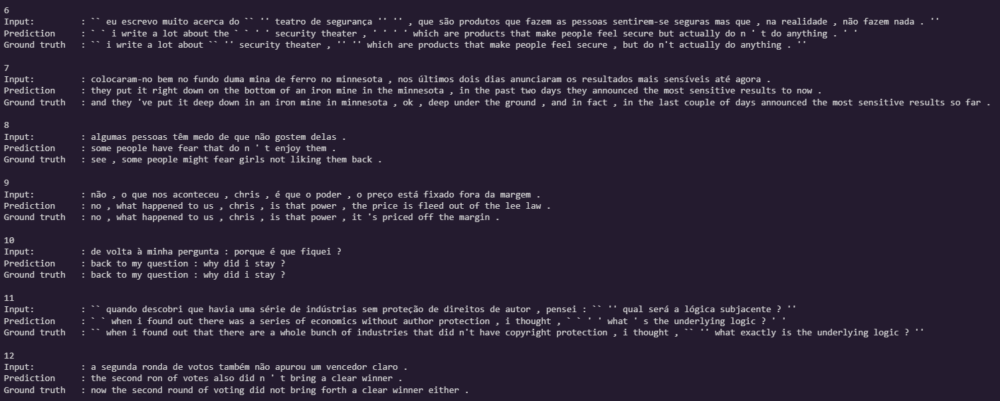 6
Input: : `` eu escrevo muito acerca do `` '' teatro de segurança '' '' , que são produtos que fazem as pessoas sentirem-se seguras mas que , na realidade , não fazem nada . ''
Prediction : ` ` i write a lot about the ` ` ' ' security theater , ' ' ' ' which are products that make people feel secure but actually do n ' t do anything . ' '
Ground truth : `` i write a lot about `` '' security theater , '' '' which are products that make people feel secure , but do n't actually do anything . ''
7
Input: : colocaram-no bem no fundo duma mina de ferro no minnesota , nos últimos dois dias anunciaram os resultados mais sensíveis até agora .
Prediction : they put it right down on the bottom of an iron mine in the minnesota , in the past two days they announced the most sensitive results to now .
Ground truth : and they 've put it deep down in an iron mine in minnesota , ok , deep under the ground , and in fact , in the last couple of days announced the most sensitive results so far .
8
Input: : algumas pessoas têm medo de que não gostem delas .
Prediction : some people have fear that do n ' t enjoy them .
Ground truth : see , some people might fear girls not liking them back .
9
Input: : não , o que nos aconteceu , chris , é que o poder , o preço está fixado fora da margem .
Prediction : no , what happened to us , chris , is that power , the price is fleed out of the lee law .
Ground truth : no , what happened to us , chris , is that power , it 's priced off the margin .
10
Input: : de volta à minha pergunta : porque é que fiquei ?
Prediction : back to my question : why did i stay ?
Ground truth : back to my question : why did i stay ?
11
Input: : `` quando descobri que havia uma série de indústrias sem proteção de direitos de autor , pensei : `` '' qual será a lógica subjacente ? ''
Prediction : ` ` when i found out there was a series of economics without author protection , i thought , ` ` ' ' what ' s the underlying logic ? ' '
Ground truth : `` when i found out that there are a whole bunch of industries that did n't have copyright protection , i thought , `` '' what exactly is the underlying logic ? ''
12
Input: : a segunda ronda de votos também não apurou um vencedor claro .
Prediction : the second ron of votes also did n ' t bring a clear winner .
Ground truth : now the second round of voting did not bring forth a clear winner either .